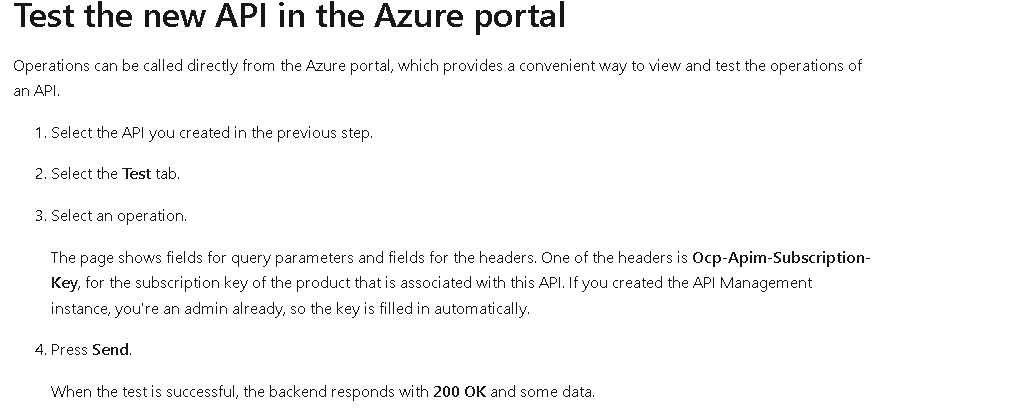 Test the new API in the Azure portal
Operations can be called directly from the Azure portal, which provides a convenient way to view and test the operations of
an API.
1. Select the API you created in the previous step.
2. Select the Test tab.
3. Select an operation.
The page shows fields for query parameters and fields for the headers. One of the headers is Ocp-Apim-Subscription-
Key, for the subscription key of the product that is associated with this API. If you created the API Management
instance, you're an admin already, so the key is filled in automatically.
4. Press Send.
When the test is successful, the backend responds with 200 OK and some data.